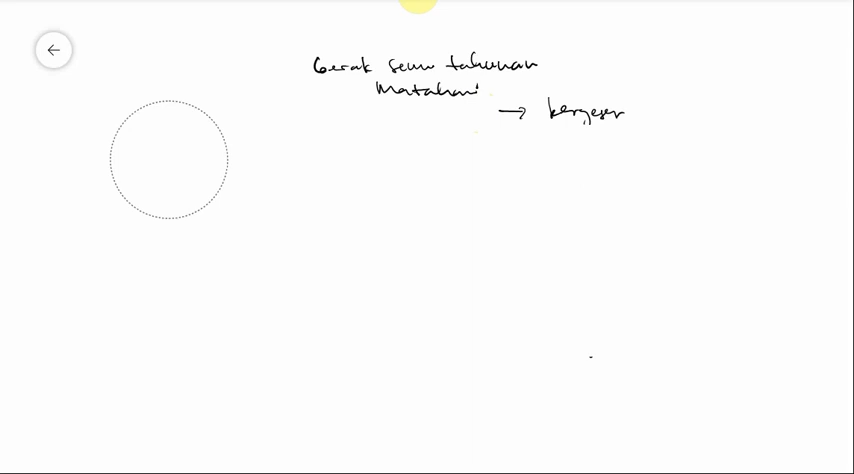 Gerak semu tahunan
Matahari
→ bergeser